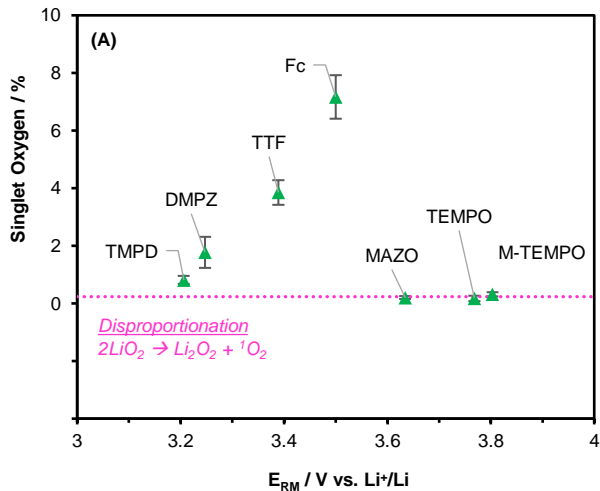 (A)
10
8
6
4
2
0
Singlet Oxygen / %
Fc
TTF
DMPZ
TMPD
TEMPO
MAZO
M-TEMPO
Disproportionation
2LiO₂ → Li₂O₂ + ¹O₂
3
3.2
3.4
3.6
3.8
4
E_RM / V vs. Li⁺/Li